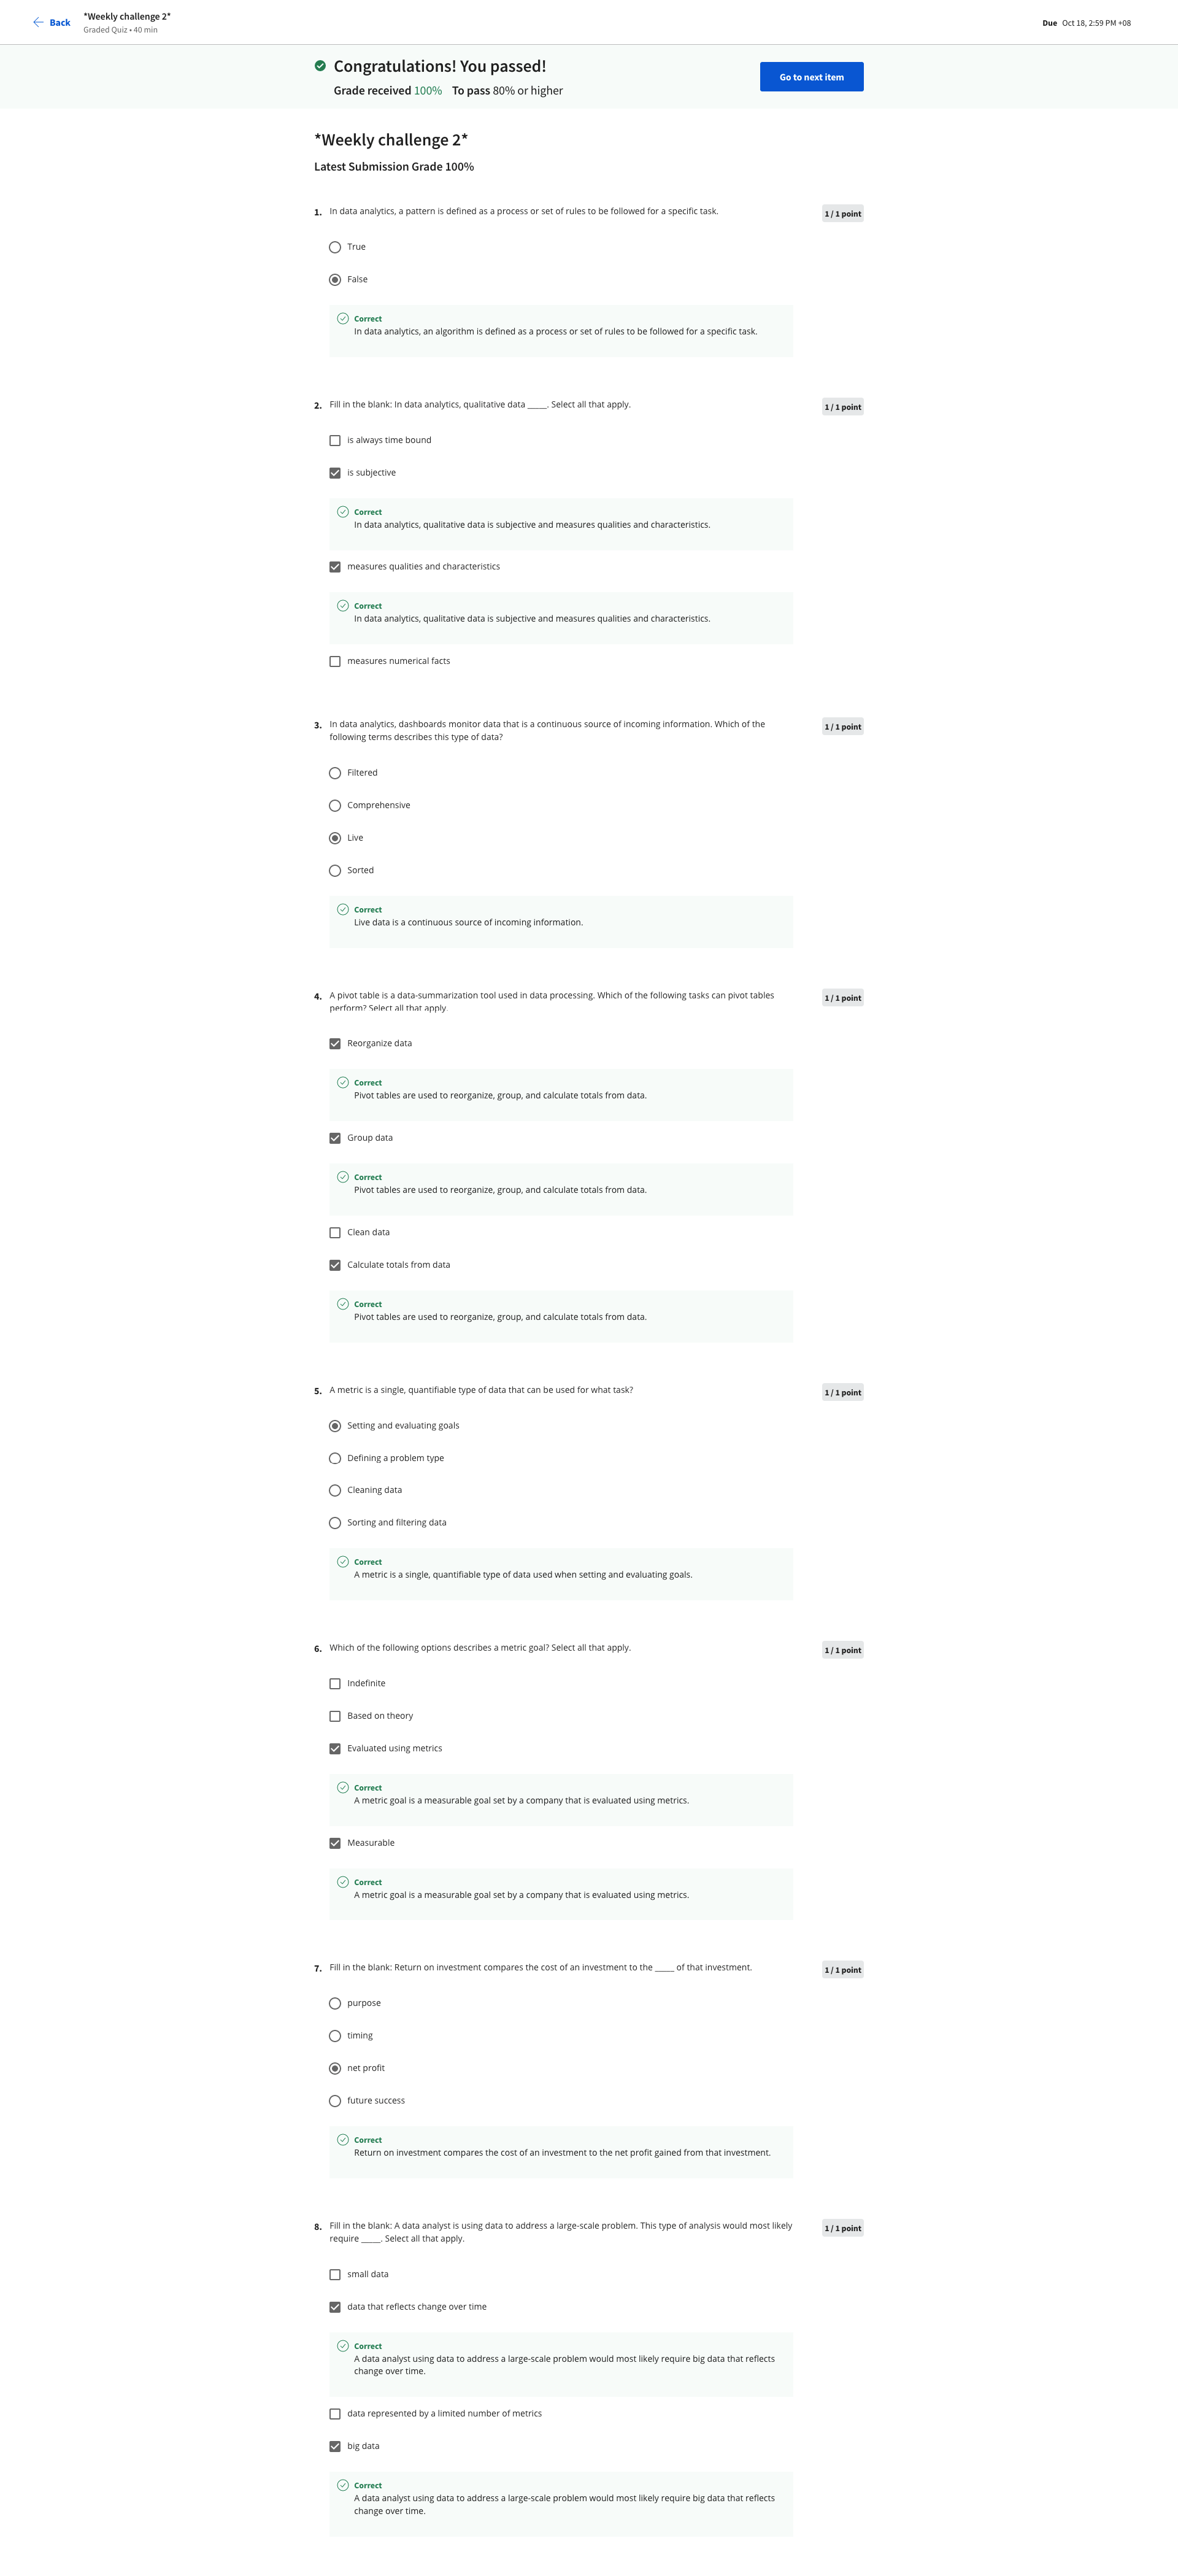 Back
*Weekly challenge 2*
Graded Quiz • 40 min
Due Oct 18, 2:59 PM +08
Congratulations! You passed!
Grade received 100% To pass 80% or higher
Go to next item
*Weekly challenge 2*
Latest Submission Grade 100%
1. In data analytics, a pattern is defined as a process or set of rules to be followed for a specific task.
1 / 1 point
True
False
Correct
In data analytics, an algorithm is defined as a process or set of rules to be followed for a specific task.
2. Fill in the blank: In data analytics, qualitative data _____. Select all that apply.
1 / 1 point
is always time bound
is subjective
Correct
In data analytics, qualitative data is subjective and measures qualities and characteristics.
measures qualities and characteristics
Correct
In data analytics, qualitative data is subjective and measures qualities and characteristics.
measures numerical facts
3. In data analytics, dashboards monitor data that is a continuous source of incoming information. Which of the
following terms describes this type of data?
1 / 1 point
Filtered
Comprehensive
Live
Sorted
Correct
Live data is a continuous source of incoming information.
4. A pivot table is a data-summarization tool used in data processing. Which of the following tasks can pivot tables
perform? Select all that apply.
1 / 1 point
Reorganize data
Correct
Pivot tables are used to reorganize, group, and calculate totals from data.
Group data
Correct
Pivot tables are used to reorganize, group, and calculate totals from data.
Clean data
Calculate totals from data
Correct
Pivot tables are used to reorganize, group, and calculate totals from data.
5. A metric is a single, quantifiable type of data that can be used for what task?
1 / 1 point
Setting and evaluating goals
Defining a problem type
Cleaning data
Sorting and filtering data
Correct
A metric is a single, quantifiable type of data used when setting and evaluating goals.
6. Which of the following options describes a metric goal? Select all that apply.
1 / 1 point
Indefinite
Based on theory
Evaluated using metrics
Correct
A metric goal is a measurable goal set by a company that is evaluated using metrics.
Measurable
Correct
A metric goal is a measurable goal set by a company that is evaluated using metrics.
7. Fill in the blank: Return on investment compares the cost of an investment to the _____ of that investment.
1 / 1 point
purpose
timing
net profit
future success
Correct
Return on investment compares the cost of an investment to the net profit gained from that investment.
8. Fill in the blank: A data analyst is using data to address a large-scale problem. This type of analysis would most likely
require _____. Select all that apply.
1 / 1 point
small data
data that reflects change over time
Correct
A data analyst using data to address a large-scale problem would most likely require big data that reflects
change over time.
data represented by a limited number of metrics
big data
Correct
A data analyst using data to address a large-scale problem would most likely require big data that reflects
change over time.